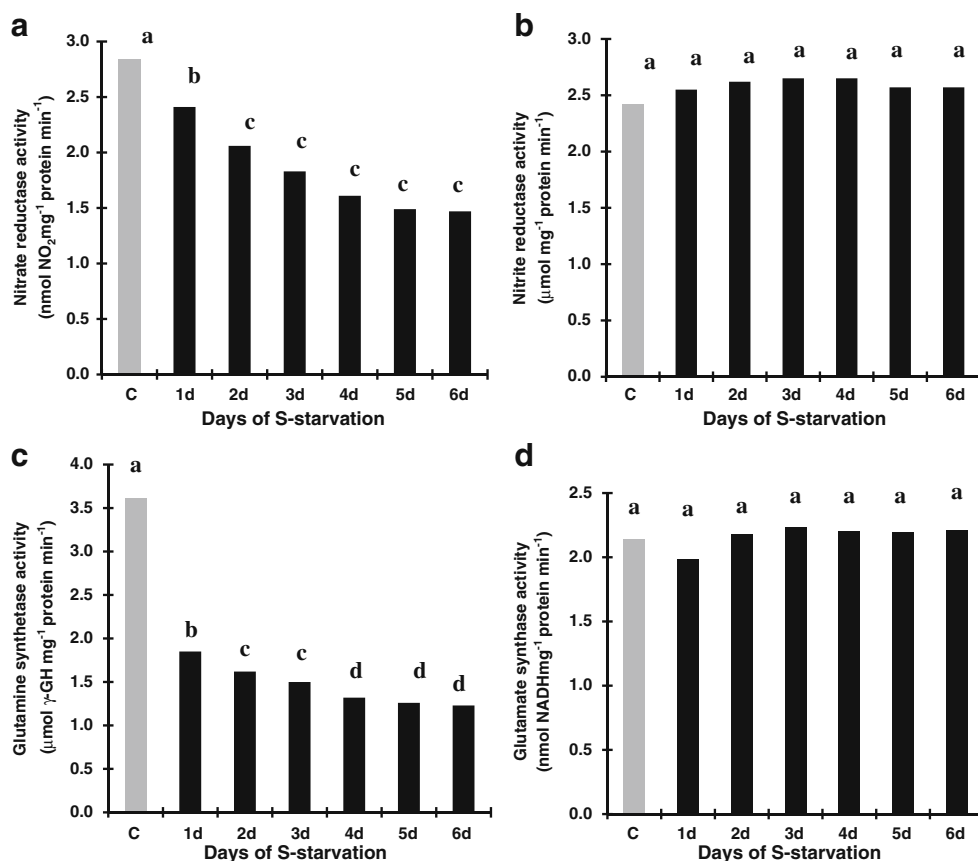 a
Nitrate reductase activity
(nmol NO₂mg⁻¹ protein min⁻¹)
3.0
2.5
2.0
1.5
1.0
0.5
0.0
a
b
c
c
c
c
c
C 1d 2d 3d 4d 5d 6d
Days of S-starvation
b
Nitrite reductase activity
(μmol mg⁻¹ protein min⁻¹)
3.0
2.5
2.0
1.5
1.0
0.5
0.0
a a a a a a a
C 1d 2d 3d 4d 5d 6d
Days of S-starvation
c
Glutamine synthetase activity
(μmol γ-GH mg⁻¹ protein min⁻¹)
4.0
3.5
3.0
2.5
2.0
1.5
1.0
0.5
0.0
a
b
c
c
d
d
d
C 1d 2d 3d 4d 5d 6d
Days of S-starvation
d
Glutamate synthase activity
(nmol NADHmg⁻¹ protein min⁻¹)
2.5
2.0
1.5
1.0
0.5
0.0
a a a a a a a
C 1d 2d 3d 4d 5d 6d
Days of S-starvation